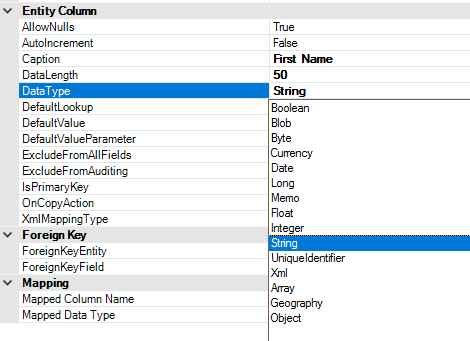 Entity Column
AllowNulls True
AutoIncrement False
Caption First Name
DataLength 50
DataType String
DefaultLookup Boolean
DefaultValue Blob
DefaultValueParameter Byte
ExcludeFromAllFields Currency
ExcludeFromAuditing Date
IsPrimaryKey Long
OnCopyAction Memo
XmlMappingType Float
Foreign Key Integer
ForeignKeyEntity String
ForeignKeyField UniqueIdentifier
Mapping Xml
Mapped Column Name Array
Mapped Data Type Geography
Object